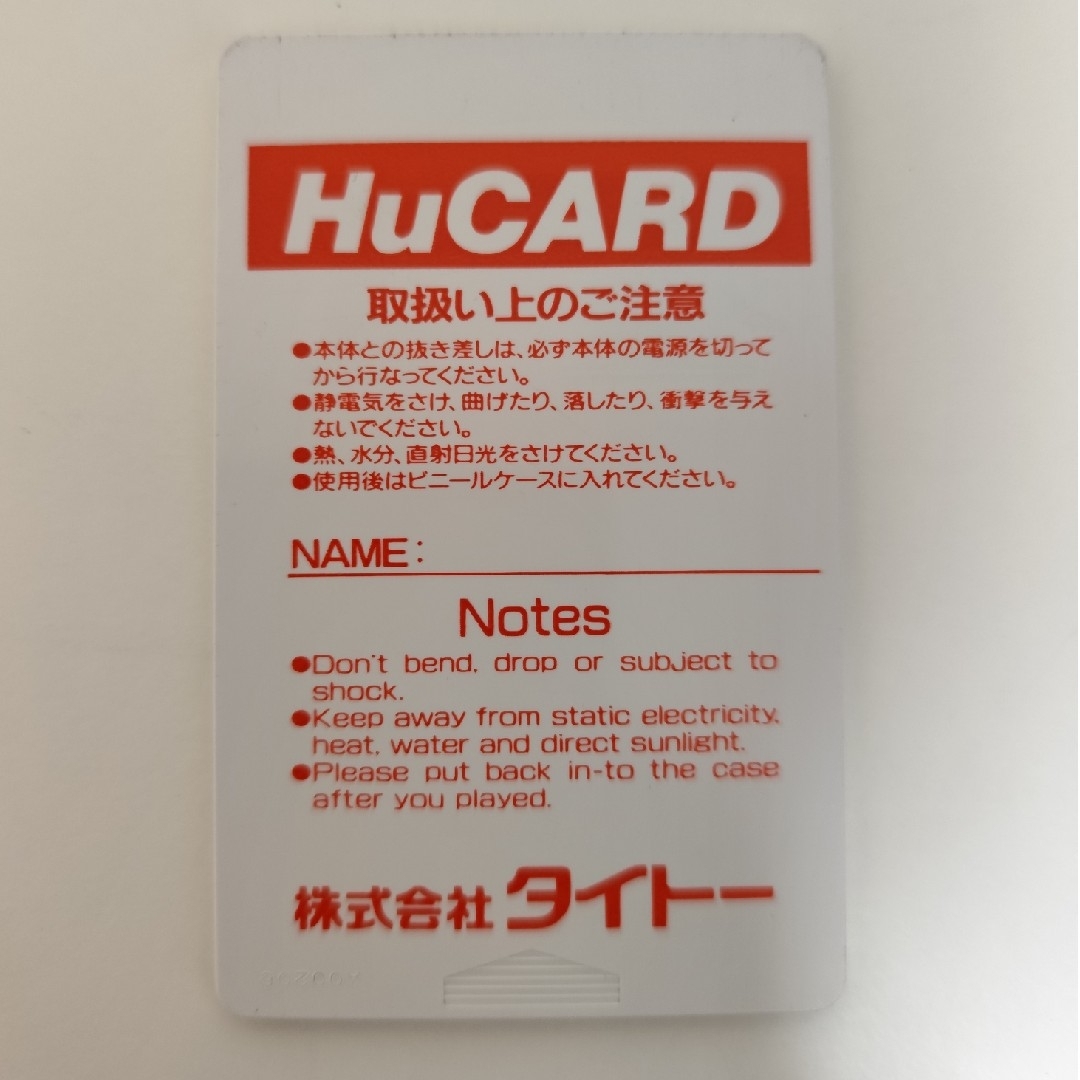 HuCARD
取扱い上のご注意
●本体との抜き差しは、必ず本体の電源を切って
から行なってください。
●静電気をさけ、曲げたり、落したり、衝撃を与え
ないでください。
●熱、水分、直射日光をさけてください。
●使用後はビニールケースに入れてください。
NAME:
Notes
●Don't bend, drop or subject to
shock.
●Keep away from static electricity,
heat, water and direct sunlight.
●Please put back in-to the case
after you played.
株式会社タイトー